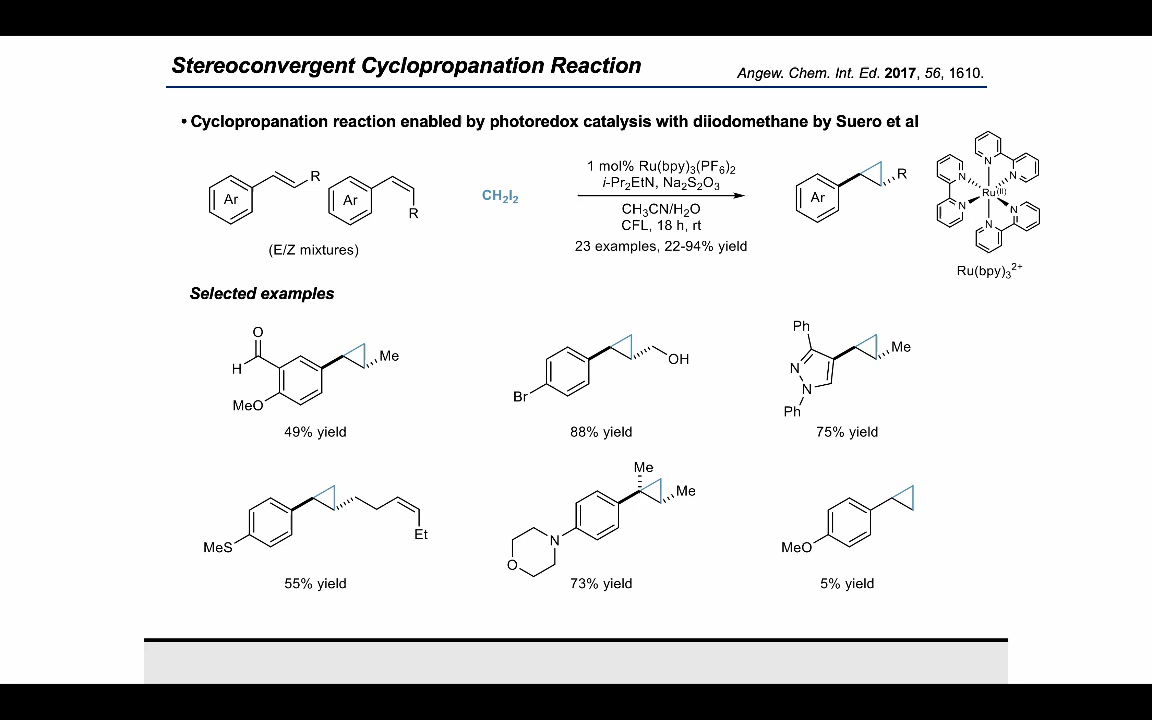 Stereoconvergent Cyclopropanation Reaction
Angew. Chem. Int. Ed. 2017, 56, 1610.
• Cyclopropanation reaction enabled by photoredox catalysis with diiodomethane by Suero et al
Ar
R
Ar
R
(E/Z mixtures)
CH₂I₂
1 mol% Ru(bpy)₃(PF₆)₂
i-Pr₂EtN, Na₂S₂O₃
CH₃CN/H₂O
CFL, 18 h, rt
23 examples, 22-94% yield
Ar
R
N
N
N
Ru(II)
N
N
N
Ru(bpy)₃²⁺
Selected examples
O
H
MeO
Me
49% yield
Br
OH
88% yield
Ph
N
N
Ph
Me
75% yield
MeS
Et
55% yield
Me
Me
N
O
73% yield
MeO
5% yield